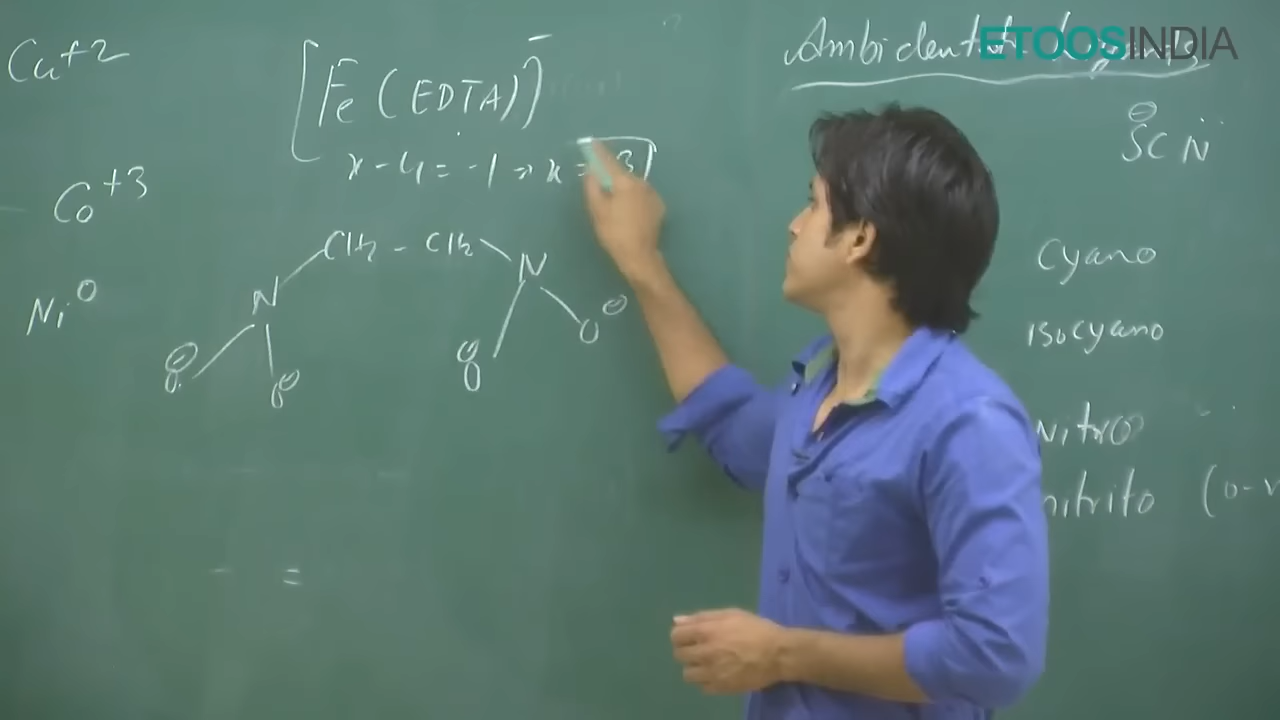 Cu+2
[Fe(EDTA)]-
x-4=-1⇒x=+3
Co+3
Ni0
CH2-CH2
N N
O⊖ O⊖ O⊖ O⊖
=
Ambidentate Ligands
ETOOSINDIA
⊖
SCN
Cyano
isocyano
nitro
nitrito (o-